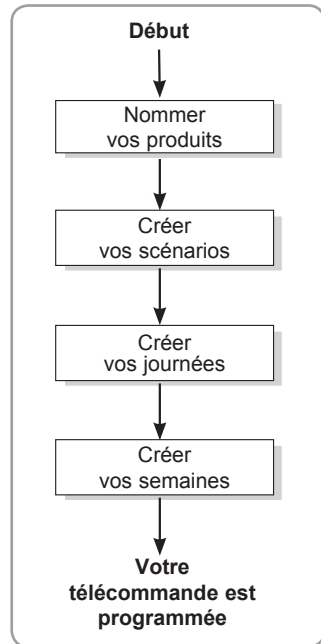 Début
Nommer
vos produits
Créer
vos scénarios
Créer
vos journées
Créer
vos semaines
Votre
télécommande est
programmée